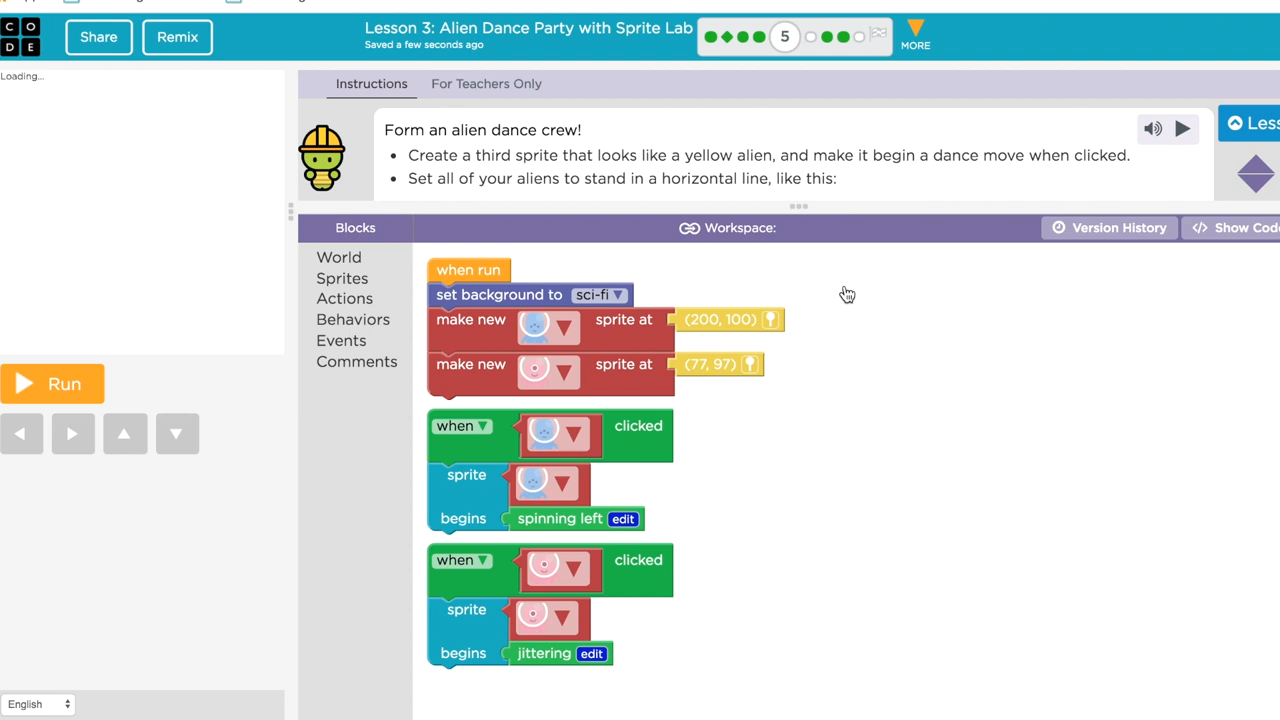 C O
D E
Share
Remix
Lesson 3: Alien Dance Party with Sprite Lab
Saved a few seconds ago
5
MORE
Loading...
Instructions
For Teachers Only
Form an alien dance crew!
• Create a third sprite that looks like a yellow alien, and make it begin a dance move when clicked.
• Set all of your aliens to stand in a horizontal line, like this:
Less
Blocks
Workspace:
Version History
Show Code
World
Sprites
Actions
Behaviors
Events
Comments
when run
set background to sci-fi
make new sprite at (200, 100)
make new sprite at (77, 97)
when clicked
sprite
begins spinning left edit
when clicked
sprite
begins jittering edit
Run
English